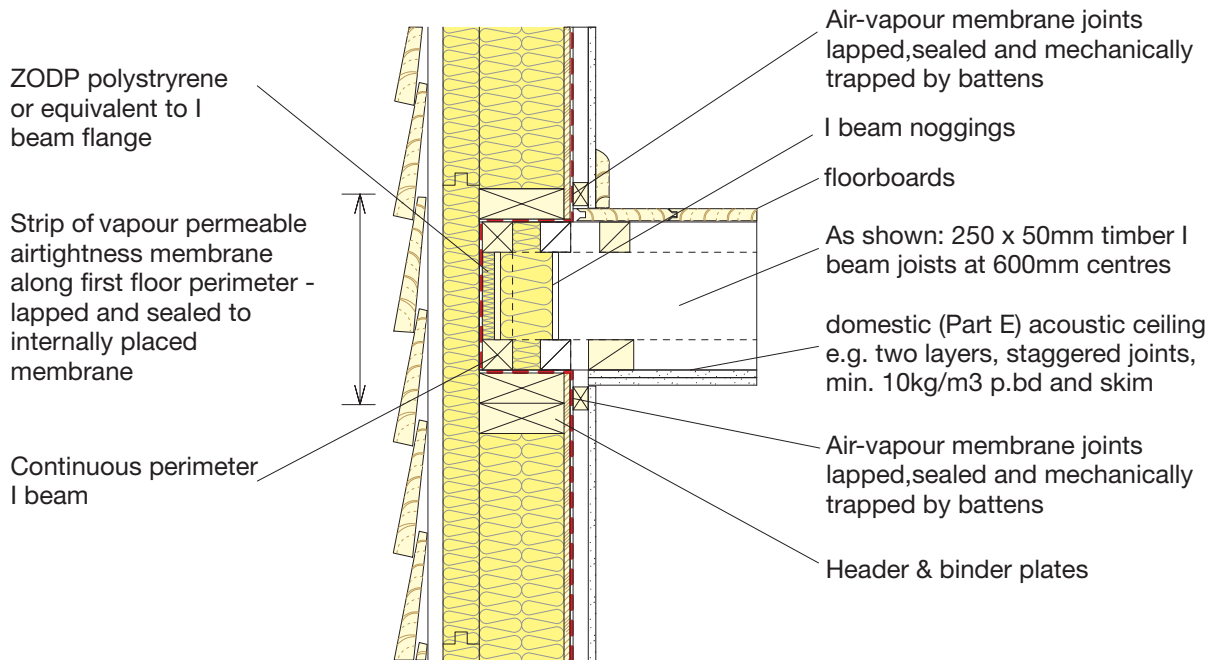 ZODP polystryrene
or equivalent to I
beam flange
Strip of vapour permeable
airtightness membrane
along first floor perimeter -
lapped and sealed to
internally placed
membrane
Continuous perimeter
I beam
Air-vapour membrane joints
lapped,sealed and mechanically
trapped by battens
I beam noggings
floorboards
As shown: 250 x 50mm timber I
beam joists at 600mm centres
domestic (Part E) acoustic ceiling
e.g. two layers, staggered joints,
min. 10kg/m3 p.bd and skim
Air-vapour membrane joints
lapped,sealed and mechanically
trapped by battens
Header & binder plates